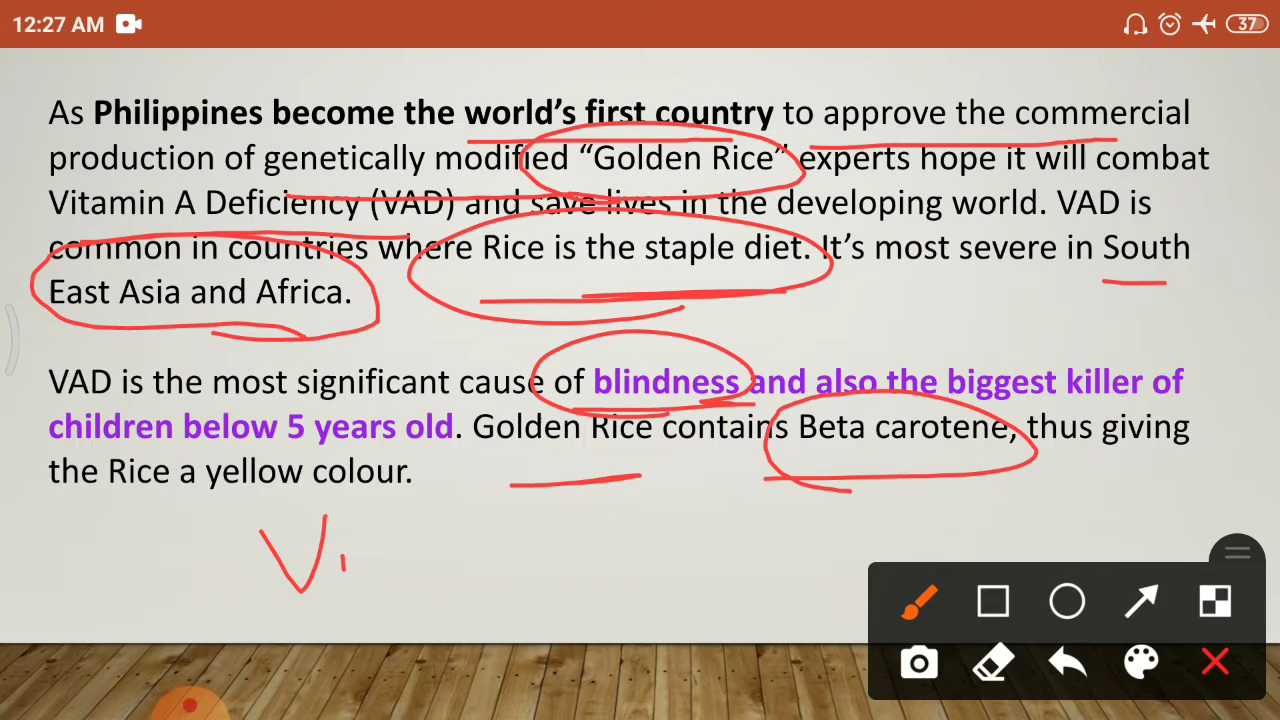 12:27 AM
37
As Philippines become the world's first country to approve the commercial
production of genetically modified “Golden Rice” experts hope it will combat
Vitamin A Deficiency (VAD) and save lives in the developing world. VAD is
common in countries where Rice is the staple diet. It's most severe in South
East Asia and Africa.
VAD is the most significant cause of blindness and also the biggest killer of
children below 5 years old. Golden Rice contains Beta carotene, thus giving
the Rice a yellow colour.
Vı